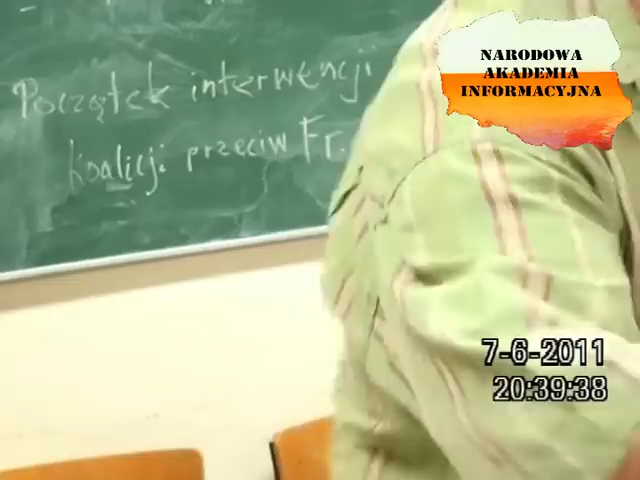 Początek interwencji
Koalicji przeciw Fr.
NARODOWA
AKADEMIA
INFORMACYJNA
7-6-2011
20:39:38